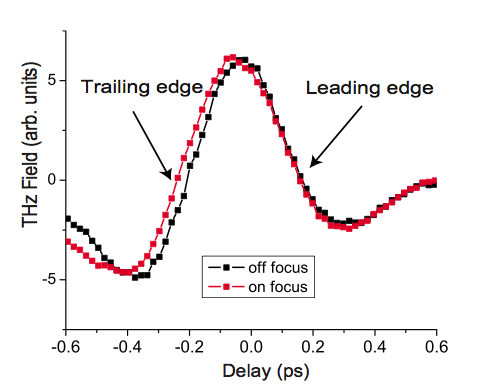 Trailing edge
Leading edge
THz Field (arb. units)
5
0
-5
off focus
on focus
-0.6 -0.4 -0.2 0.0 0.2 0.4 0.6
Delay (ps)